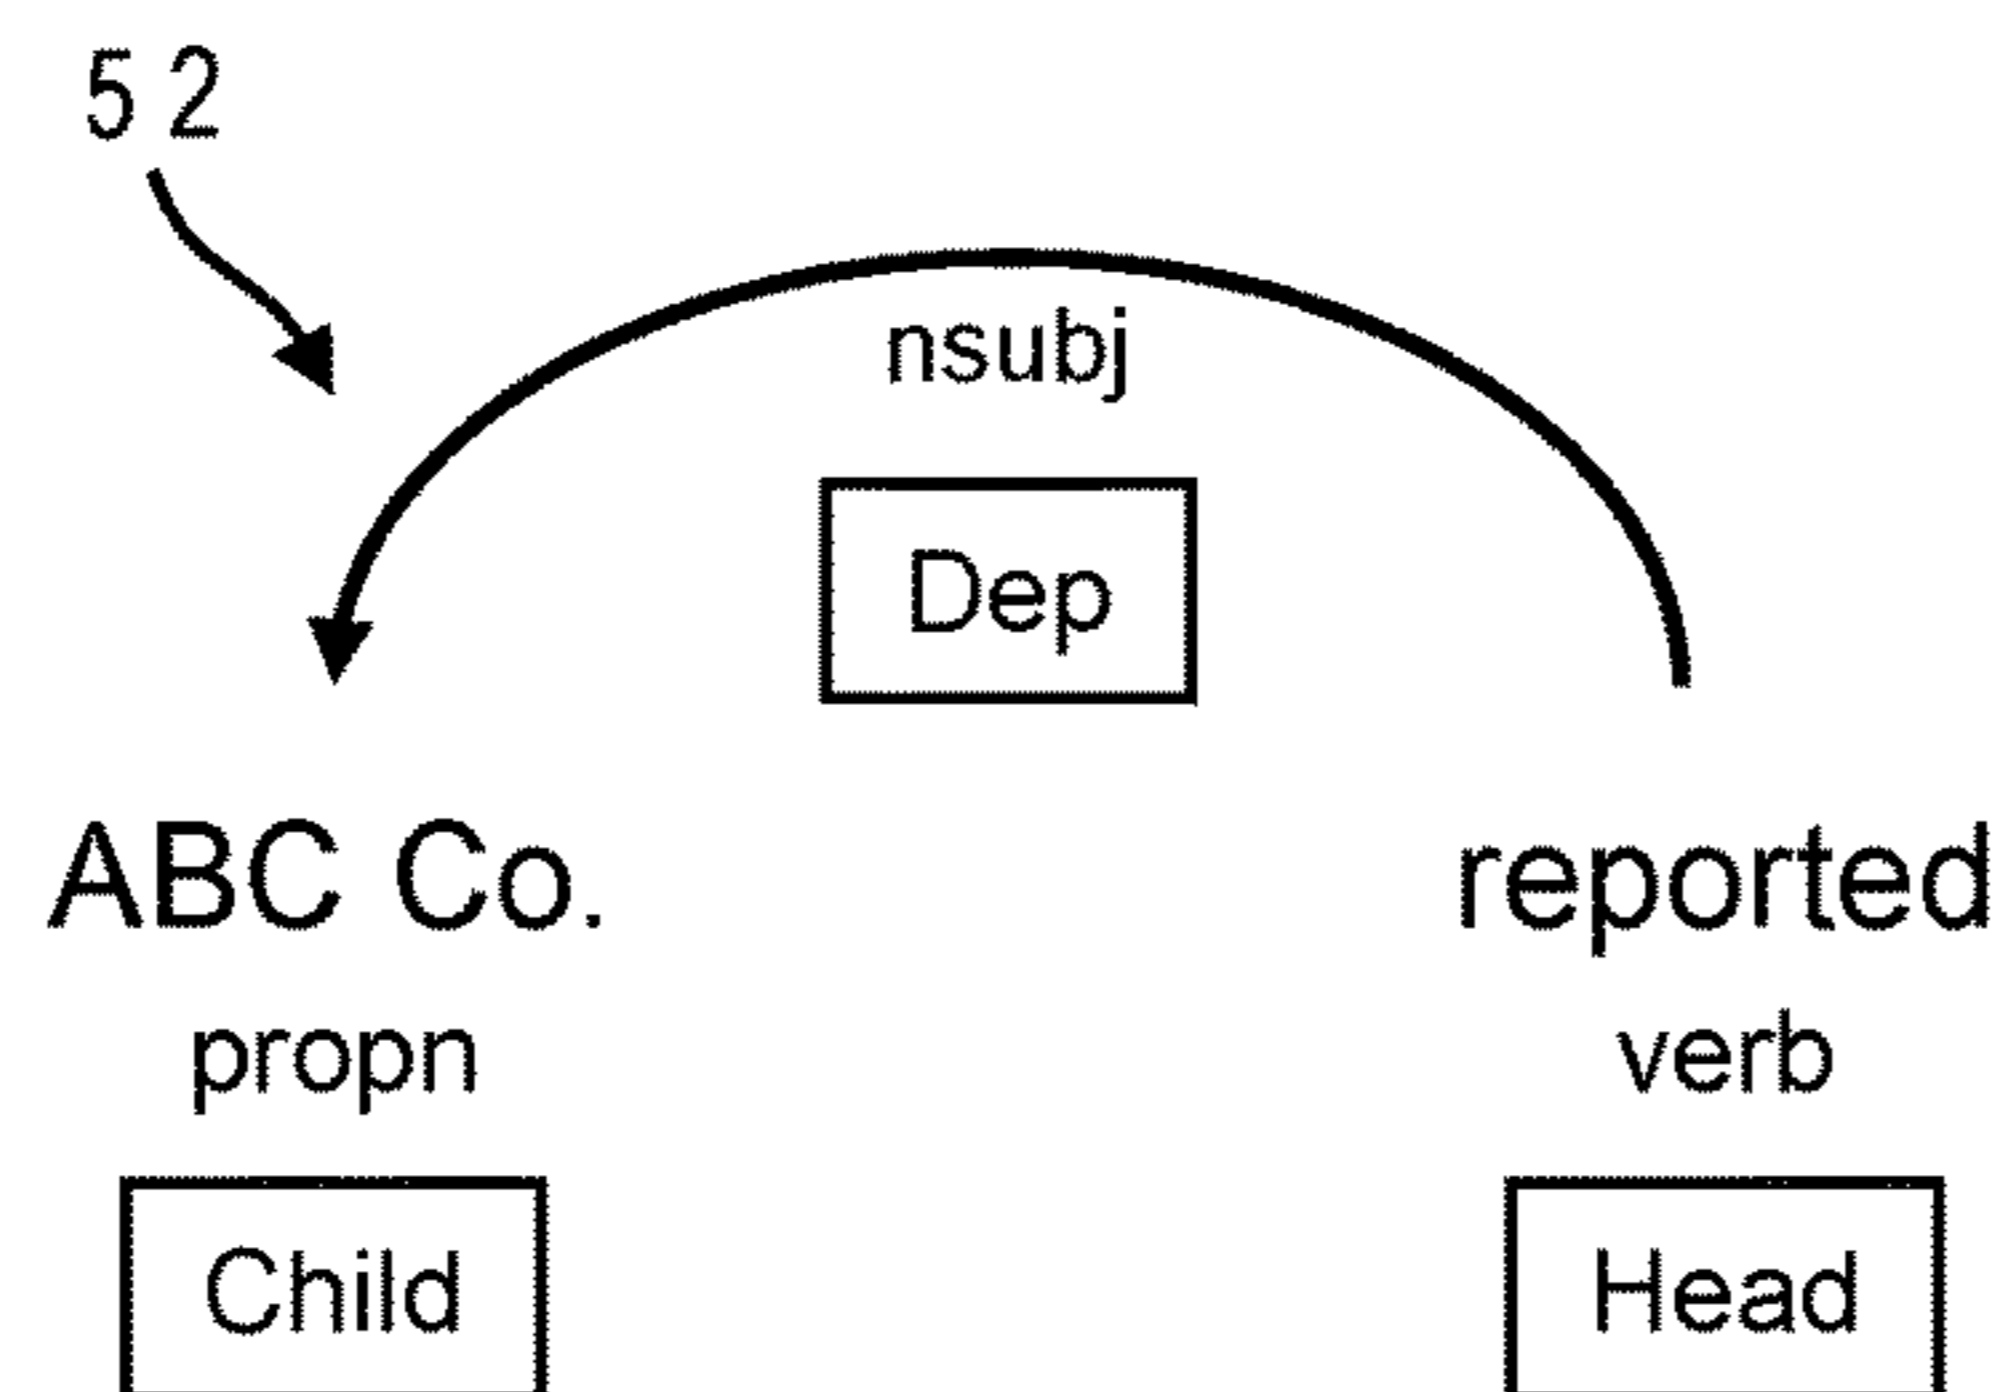 52
nsubj
Dep
ABC Co. reported
propn verb
Child Head